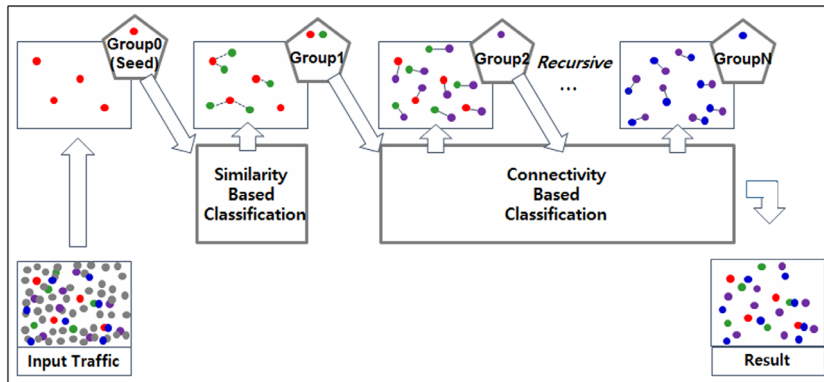 Group0
(Seed)
Group1
Group2
Recursive
...
GroupN
Similarity
Based
Classification
Connectivity
Based
Classification
Input Traffic
Result